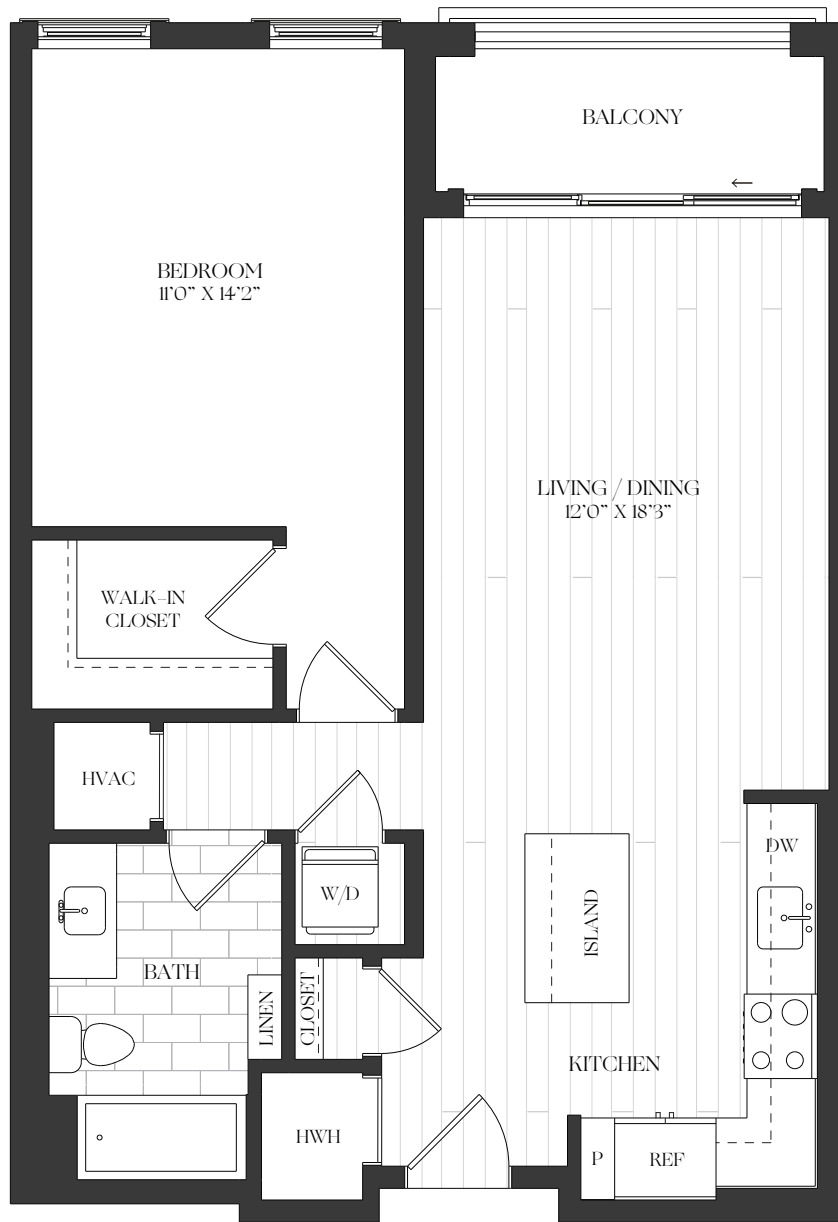 BALCONY
BEDROOM
11'0" X 14'2"
LIVING / DINING
12'0" X 18'3"
WALK-IN
CLOSET
HVAC
DW
W/D
ISLAND
BATH
LINEN
CLOSET
KITCHEN
HWH
P
REF